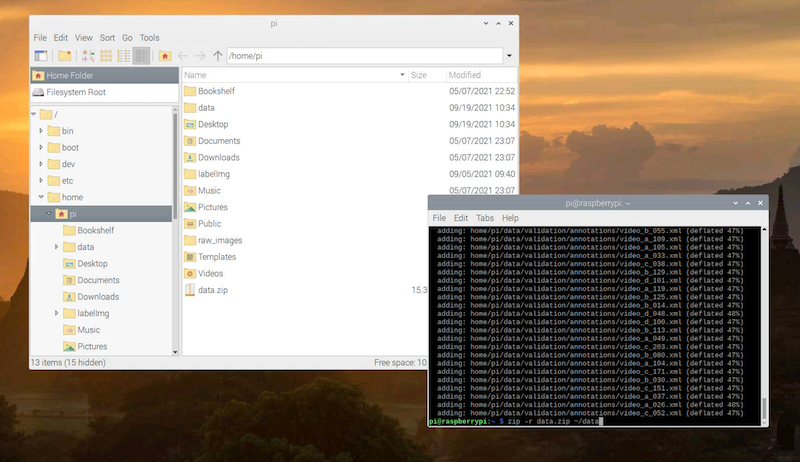 pi
File Edit View Sort Go Tools
/home/pi
Home Folder
Filesystem Root
/
bin
boot
dev
etc
home
pi
Bookshelf
data
Desktop
Documents
Downloads
labelImg
Music
Pictures
Name Size Modified
Bookshelf 05/07/2021 22:52
data 09/19/2021 10:34
Desktop 09/19/2021 10:34
Documents 05/07/2021 23:07
Downloads 05/07/2021 23:07
labelImg 09/05/2021 09:40
Music 05/07/2021 23:07
Pictures
Public
raw_images
Templates
Videos
data.zip 15.3
13 items (15 hidden) Free space: 10.
pi@raspberrypi: ~
File Edit Tabs Help
adding: home/pi/data/validation/annotations/video_b_055.xml (deflated 47%)
adding: home/pi/data/validation/annotations/video_a_109.xml (deflated 47%)
adding: home/pi/data/validation/annotations/video_a_105.xml (deflated 47%)
adding: home/pi/data/validation/annotations/video_a_033.xml (deflated 47%)
adding: home/pi/data/validation/annotations/video_c_038.xml (deflated 47%)
adding: home/pi/data/validation/annotations/video_b_129.xml (deflated 47%)
adding: home/pi/data/validation/annotations/video_d_101.xml (deflated 47%)
adding: home/pi/data/validation/annotations/video_a_119.xml (deflated 47%)
adding: home/pi/data/validation/annotations/video_b_125.xml (deflated 47%)
adding: home/pi/data/validation/annotations/video_b_014.xml (deflated 47%)
adding: home/pi/data/validation/annotations/video_d_048.xml (deflated 48%)
adding: home/pi/data/validation/annotations/video_d_100.xml (deflated 47%)
adding: home/pi/data/validation/annotations/video_b_113.xml (deflated 47%)
adding: home/pi/data/validation/annotations/video_a_049.xml (deflated 47%)
adding: home/pi/data/validation/annotations/video_c_203.xml (deflated 47%)
adding: home/pi/data/validation/annotations/video_b_080.xml (deflated 47%)
adding: home/pi/data/validation/annotations/video_a_104.xml (deflated 47%)
adding: home/pi/data/validation/annotations/video_c_171.xml (deflated 47%)
adding: home/pi/data/validation/annotations/video_b_030.xml (deflated 47%)
adding: home/pi/data/validation/annotations/video_c_151.xml (deflated 47%)
adding: home/pi/data/validation/annotations/video_a_037.xml (deflated 47%)
adding: home/pi/data/validation/annotations/video_a_026.xml (deflated 48%)
adding: home/pi/data/validation/annotations/video_c_052.xml (deflated 47%)
pi@raspberrypi:~ $ zip -r data.zip ~/data